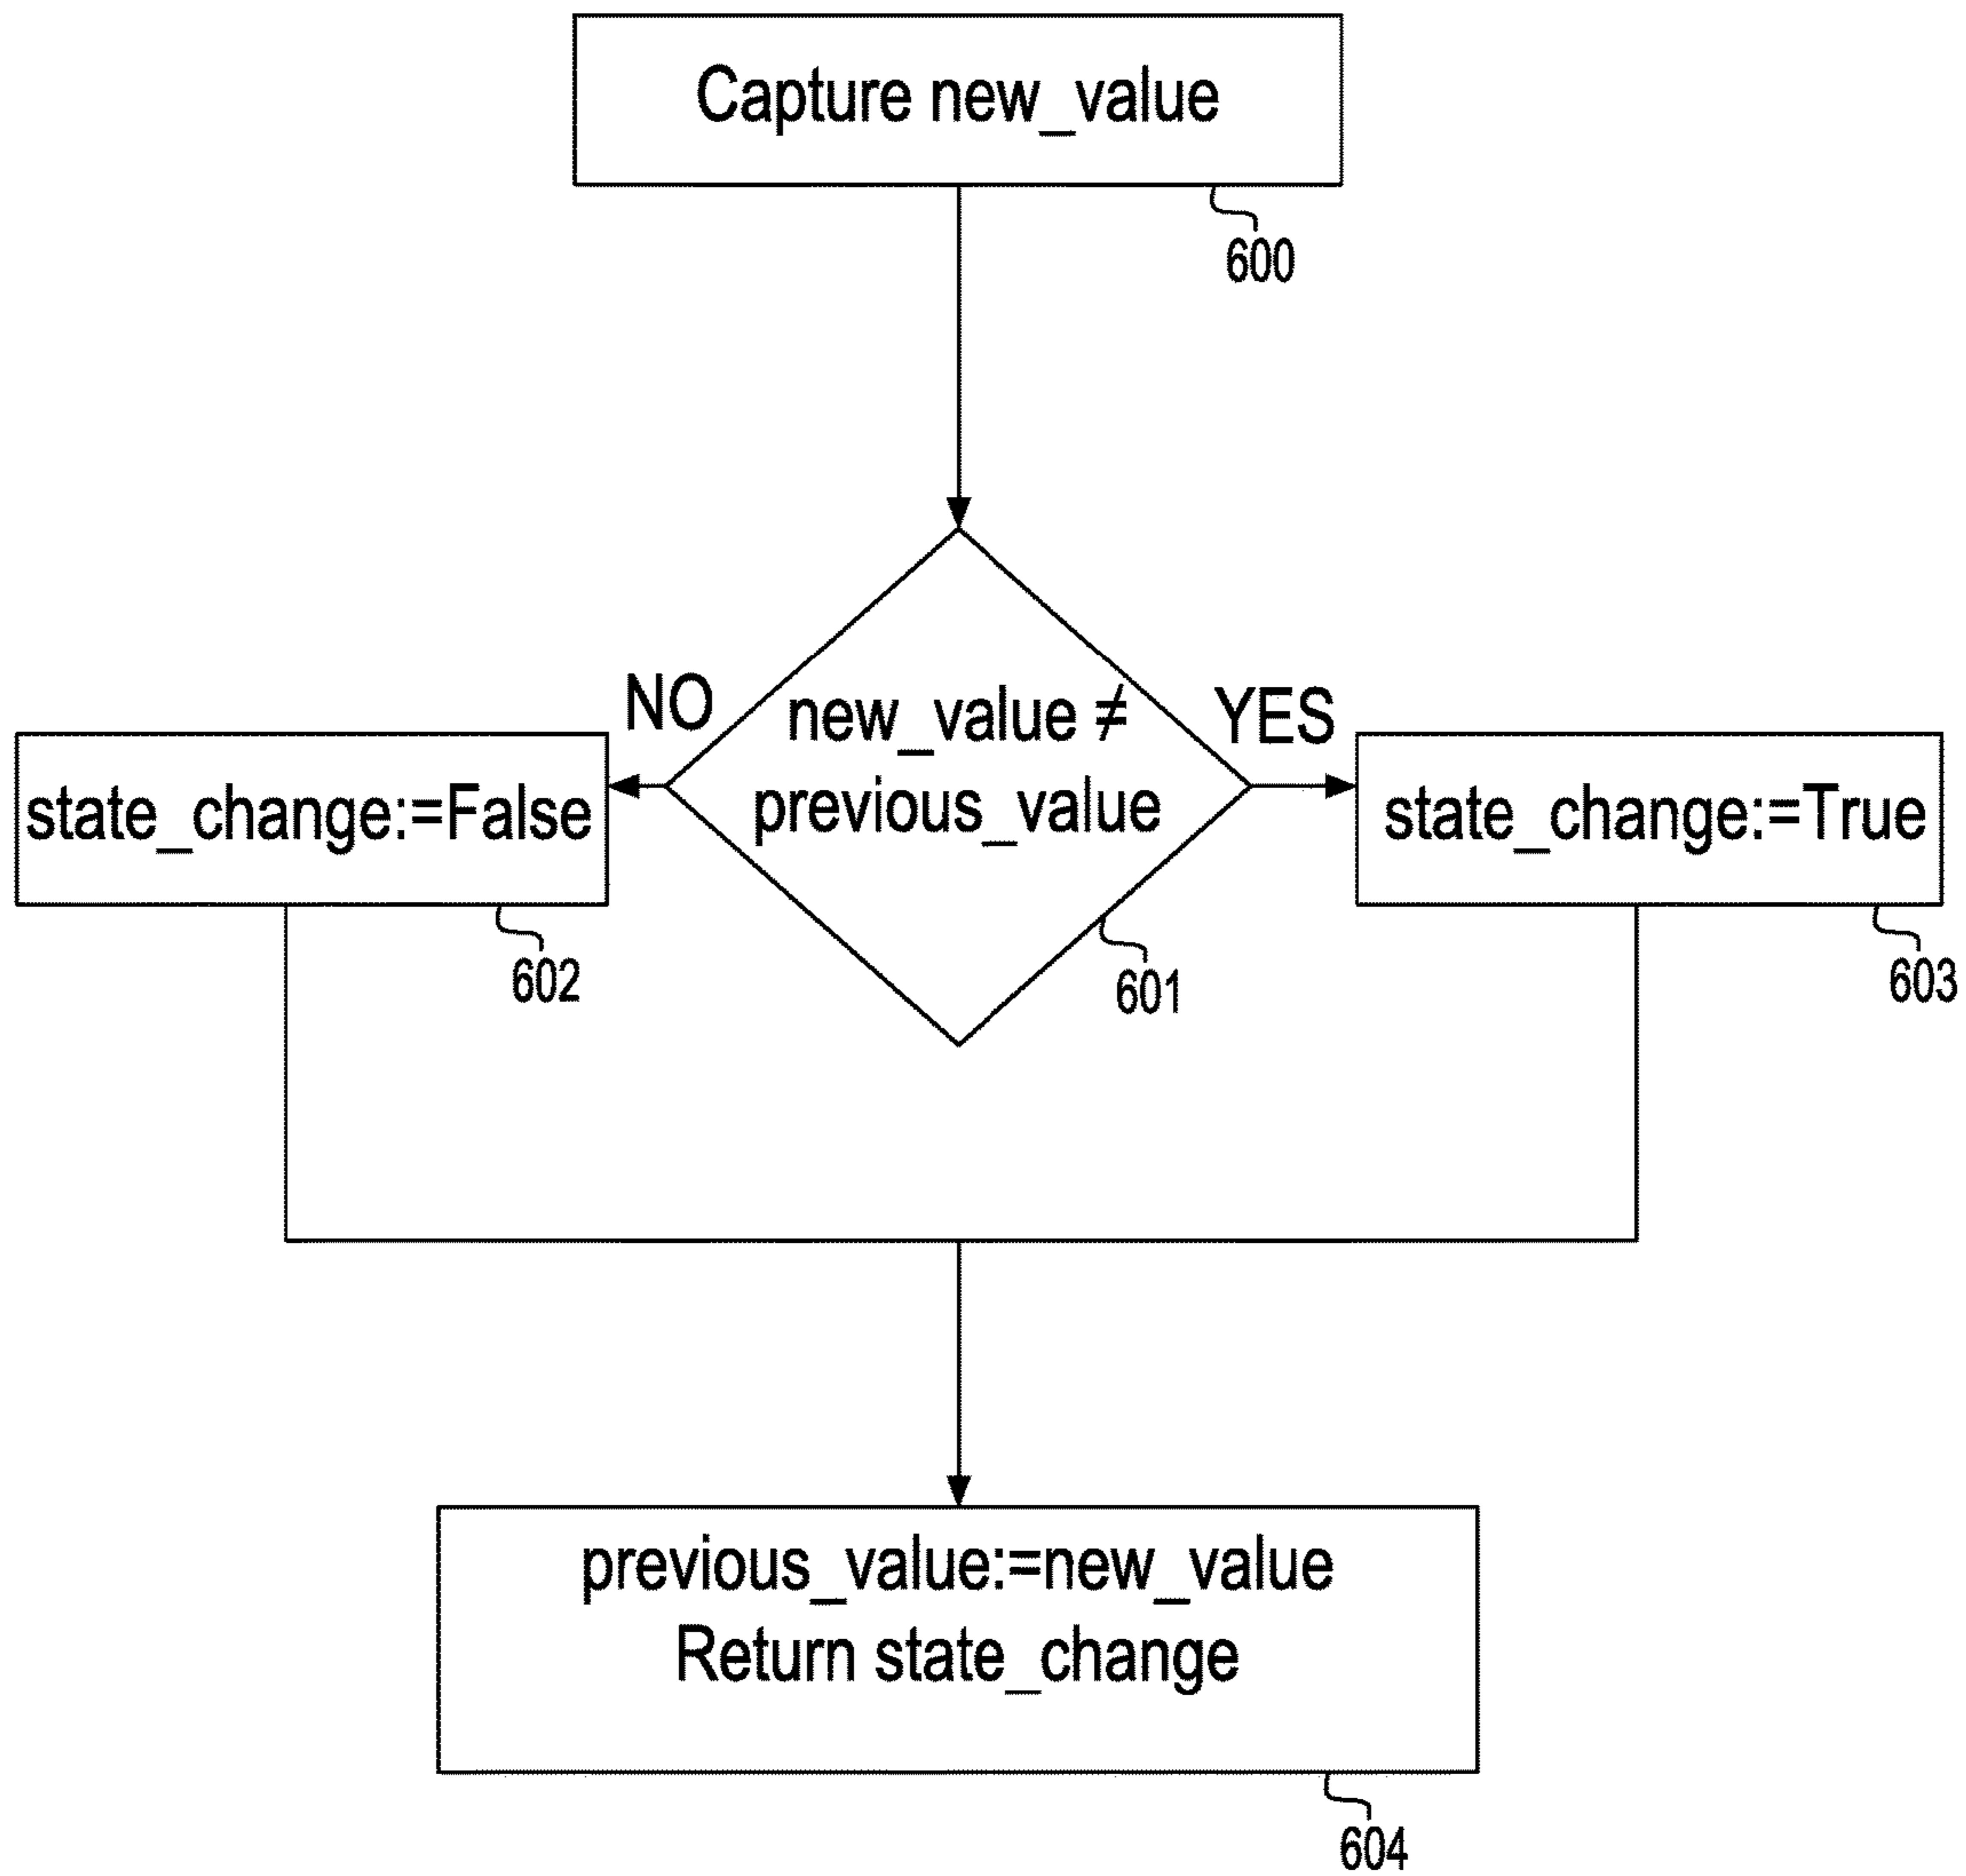 Capture new_value
600
NO
new_value ≠
YES
state_change:=False
previous_value
state_change:=True
602
601
603
previous_value:=new_value
Return state_change
604